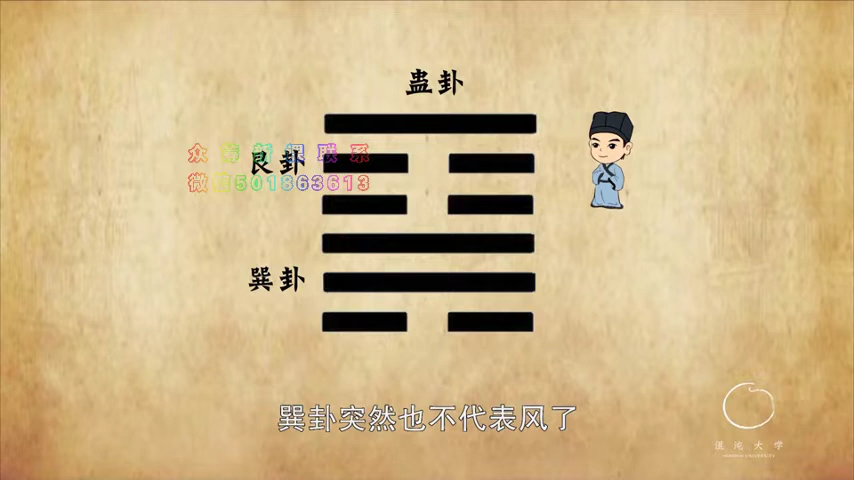 蛊卦
众筹新课联系
艮卦
微信501863613
巽卦
巽卦突然也不代表风了
混沌大学